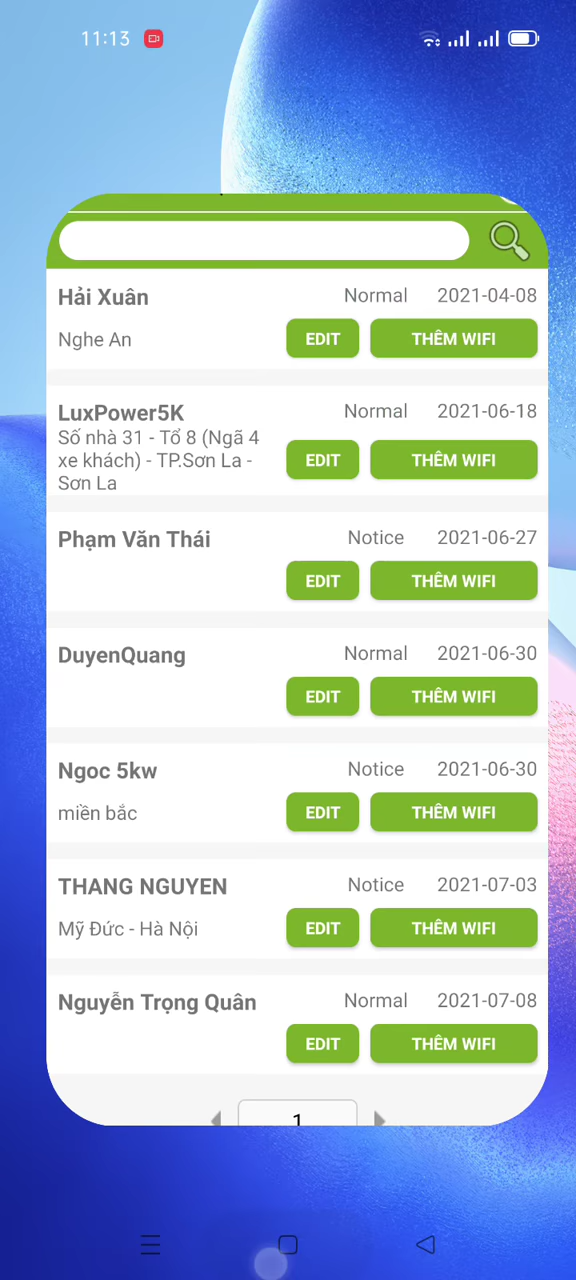 11:13
Hải Xuân Normal 2021-04-08
Nghe An EDIT THÊM WIFI
LuxPower5K Normal 2021-06-18
Số nhà 31 - Tổ 8 (Ngã 4
xe khách) - TP.Sơn La -
Sơn La
EDIT THÊM WIFI
Phạm Văn Thái Notice 2021-06-27
EDIT THÊM WIFI
DuyenQuang Normal 2021-06-30
EDIT THÊM WIFI
Ngoc 5kw Notice 2021-06-30
miền bắc EDIT THÊM WIFI
THANG NGUYEN Notice 2021-07-03
Mỹ Đức - Hà Nội EDIT THÊM WIFI
Nguyễn Trọng Quân Normal 2021-07-08
EDIT THÊM WIFI
1